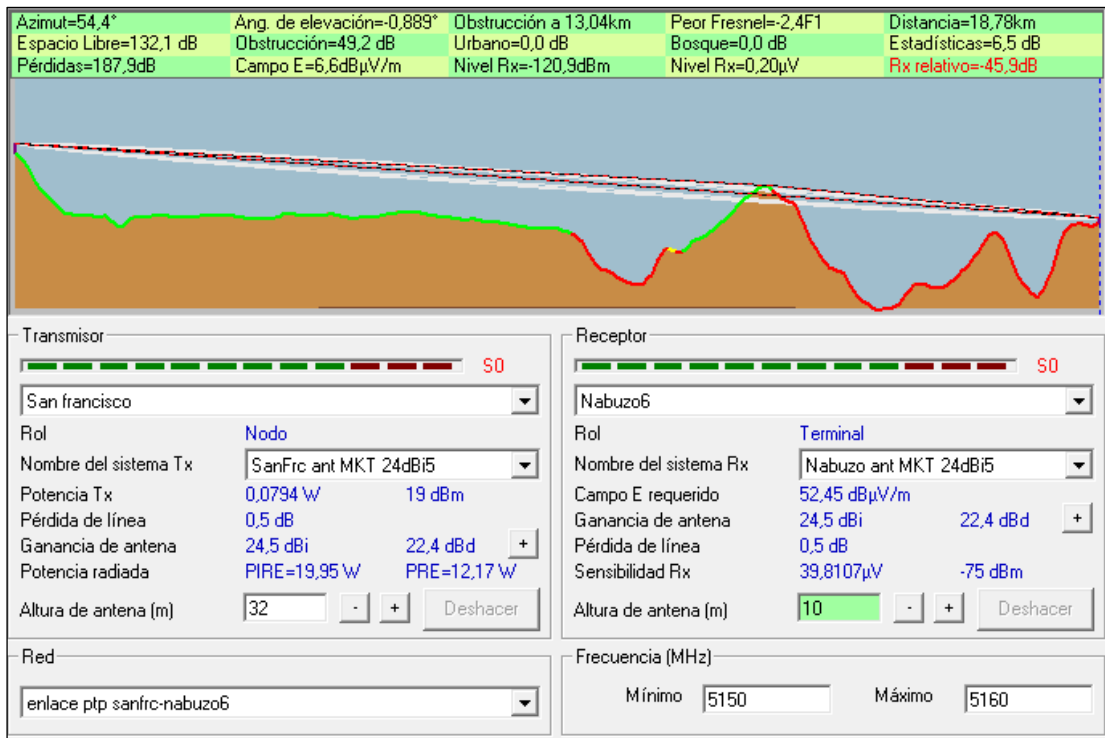 Azimut=54,4° Ang. de elevación=-0,889° Obstrucción a 13,04km Peor Fresnel=-2,4F1 Distancia=18,78km
Espacio Libre=132,1 dB Obstrucción=49,2 dB Urbano=0,0 dB Bosque=0,0 dB Estadísticas=6,5 dB
Pérdidas=187,9dB Campo E=6,6dBµV/m Nivel Rx=-120,9dBm Nivel Rx=0,20µV Rx relativo=-45,9dB
Transmisor
S0
San francisco
Rol Nodo
Nombre del sistema Tx SanFrc ant MKT 24dBi5
Potencia Tx 0,0794 W 19 dBm
Pérdida de línea 0,5 dB
Ganancia de antena 24,5 dBi 22,4 dBd +
Potencia radiada PIRE=19,95 W PRE=12,17 W
Altura de antena (m) 32 - + Deshacer
Receptor
S0
Nabuzo6
Rol Terminal
Nombre del sistema Rx Nabuzo ant MKT 24dBi5
Campo E requerido 52,45 dBµV/m
Ganancia de antena 24,5 dBi 22,4 dBd +
Pérdida de línea 0,5 dB
Sensibilidad Rx 39,8107µV -75 dBm
Altura de antena (m) 10 - + Deshacer
Red
enlace ptp sanfrc-nabuzo6
Frecuencia (MHz)
Mínimo 5150 Máximo 5160